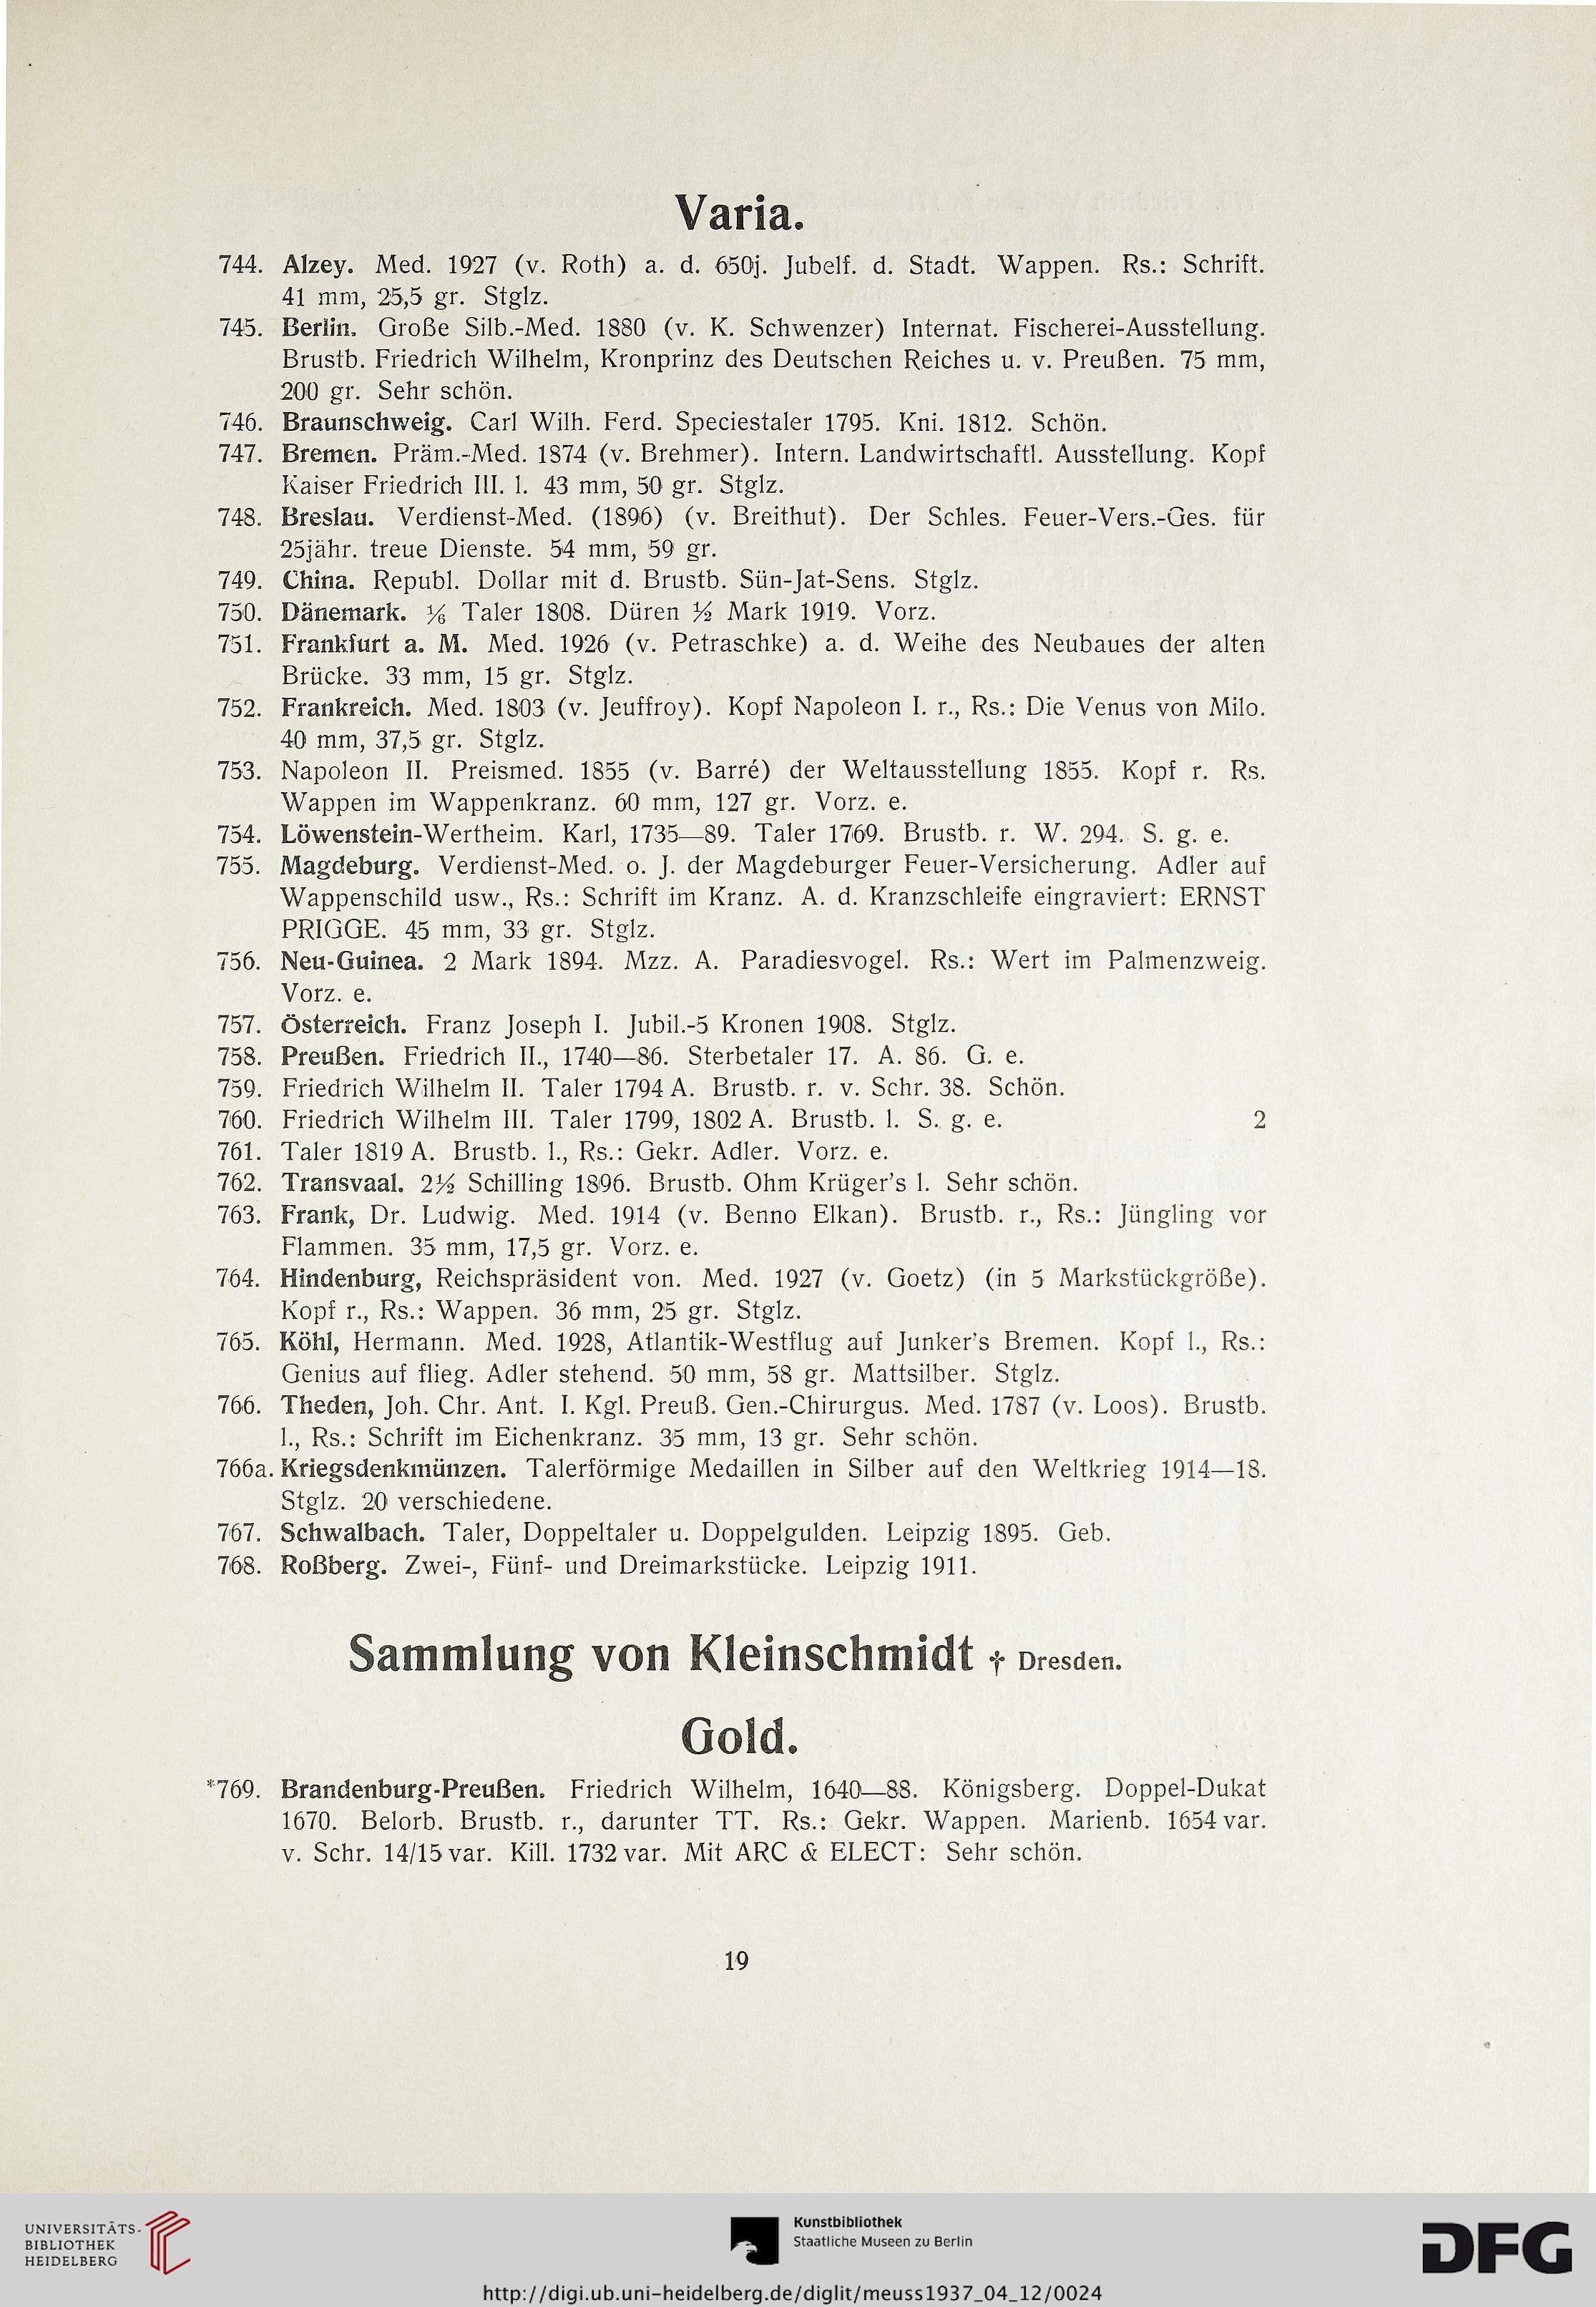 Varia.
744. Alzey. Med. 1927 (v. Roth) a. d. 650j. Jubelf. d. Stadt. Wappen. Rs.: Schrift.
41 mm, 25,5 gr. Stglz.
745. Berlin. Große Silb.-Med. 1880 (v. K. Schwenzer) Internat. Fischerei-Ausstellung.
Brustb. Friedrich Wilhelm, Kronprinz des Deutschen Reiches u. v. Preußen. 75 mm,
200 gr. Sehr schön.
746. Braunschweig. Carl Wilh. Ferd. Speciestaler 1795. Kni. 1812. Schön.
747. Bremen. Präm.-Med. 1874 (v. Brehmer). Intern. Landwirtschaftl. Ausstellung. Kopf
Kaiser Friedrich III. l. 43 mm, 50 gr. Stglz.
748. Breslau. Verdienst-Med. (1896) (v. Breithut). Der Schles. Feuer-Vers.-Ges. für
25jähr. treue Dienste. 54 mm, 59 gr.
749. China. Republ. Dollar mit d. Brustb. Sün-Jat-Sens. Stglz.
750. Dänemark. ⅙ Taler 1808. Düren ½ Mark 1919. Vorz.
751. Frankfurt a. M. Med. 1926 (v. Petraschke) a. d. Weihe des Neubaues der alten
Brücke. 33 mm, 15 gr. Stglz.
752. Frankreich. Med. 1803 (v. Jeuffroy). Kopf Napoleon I. r., Rs.: Die Venus von Milo.
40 mm, 37,5 gr. Stglz.
753. Napoleon II. Preismed. 1855 (v. Barré) der Weltausstellung 1855. Kopf r. Rs.
Wappen im Wappenkranz. 60 mm, 127 gr. Vorz. e.
754. Löwenstein-Wertheim. Karl, 1735—89. Taler 1769. Brustb. r. W. 294. S. g. e.
755. Magdeburg. Verdienst-Med. o. J. der Magdeburger Feuer-Versicherung. Adler auf
Wappenschild usw., Rs.: Schrift im Kranz. A. d. Kranzschleife eingraviert: ERNST
PRIGGE. 45 mm, 33 gr. Stglz.
756. Neu-Guinea. 2 Mark 1894. Mzz. A. Paradiesvogel. Rs.: Wert im Palmenzweig.
Vorz. e.
757. Österreich. Franz Joseph I. Jubil.-5 Kronen 1908. Stglz.
758. Preußen. Friedrich II., 1740—86. Sterbetaler 17. A. 86. G. e.
759. Friedrich Wilhelm II. Taler 1794 A. Brustb. r. v. Schr. 38. Schön.
760. Friedrich Wilhelm III. Taler 1799, 1802 A. Brustb. l. S. g. e. 2
761. Taler 1819 A. Brustb. l., Rs.: Gekr. Adler. Vorz. e.
762. Transvaal. 2½ Schilling 1896. Brustb. Ohm Krüger's l. Sehr schön.
763. Frank, Dr. Ludwig. Med. 1914 (v. Benno Elkan). Brustb. r., Rs.: Jüngling vor
Flammen. 35 mm, 17,5 gr. Vorz. e.
764. Hindenburg, Reichspräsident von. Med. 1927 (v. Goetz) (in 5 Markstückgröße).
Kopf r., Rs.: Wappen. 36 mm, 25 gr. Stglz.
765. Köhl, Hermann. Med. 1928, Atlantik-Westflug auf Junker's Bremen. Kopf l., Rs.:
Genius auf flieg. Adler stehend. 50 mm, 58 gr. Mattsilber. Stglz.
766. Theden, Joh. Chr. Ant. I. Kgl. Preuß. Gen.-Chirurgus. Med. 1787 (v. Loos). Brustb.
l., Rs.: Schrift im Eichenkranz. 35 mm, 13 gr. Sehr schön.
766a. Kriegsdenkmünzen. Talerförmige Medaillen in Silber auf den Weltkrieg 1914—18.
Stglz. 20 verschiedene.
767. Schwalbach. Taler, Doppeltaler u. Doppelgulden. Leipzig 1895. Geb.
768. Roßberg. Zwei-, Fünf- und Dreimarkstücke. Leipzig 1911.
Sammlung von Kleinschmidt † Dresden.
Gold.
*769. Brandenburg-Preußen. Friedrich Wilhelm, 1640—88. Königsberg. Doppel-Dukat
1670. Belorb. Brustb. r., darunter TT. Rs.: Gekr. Wappen. Marienb. 1654 var.
v. Schr. 14/15 var. Kill. 1732 var. Mit ARC & ELECT: Sehr schön.
19
UNIVERSITÄTS-
BIBLIOTHEK
HEIDELBERG
Kunstbibliothek
Staatliche Museen zu Berlin
DFG
http://digi.ub.uni-heidelberg.de/diglit/meuss1937_04_12/0024